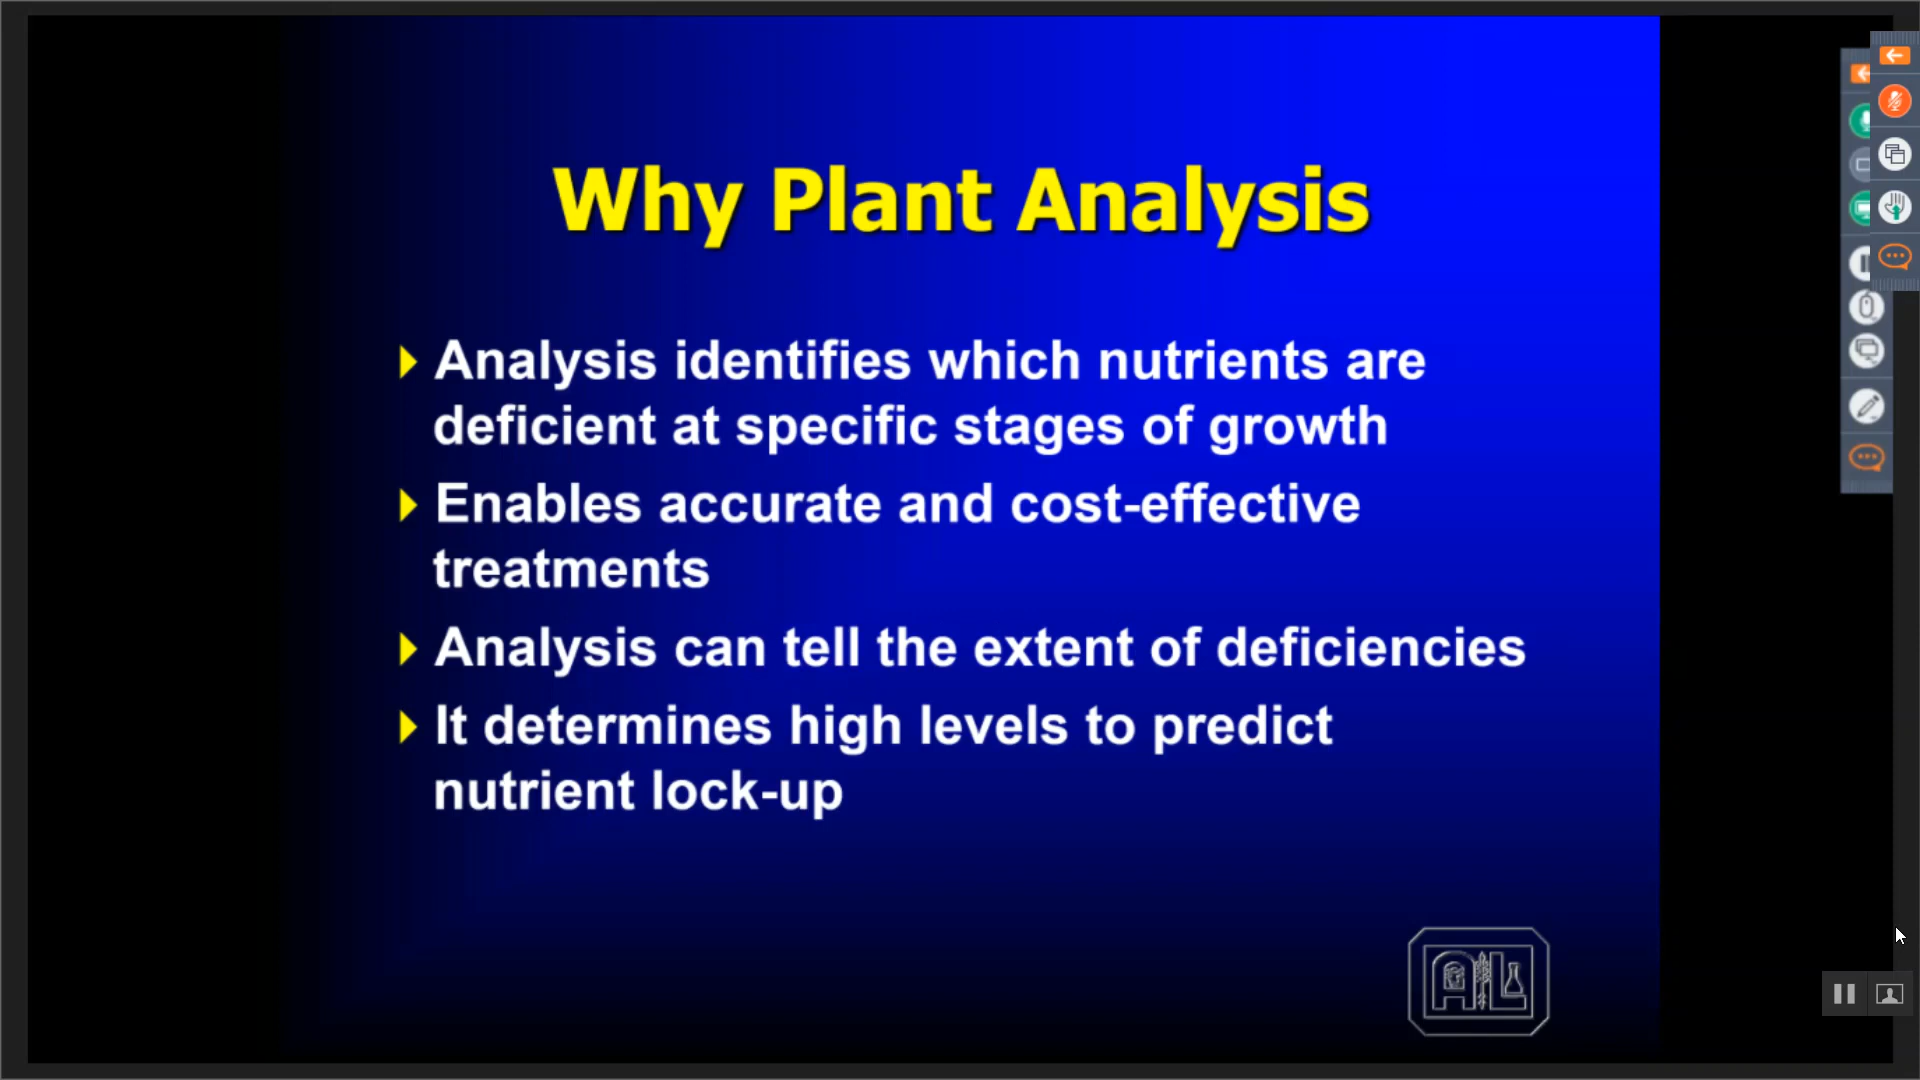 Why Plant Analysis
Analysis identifies which nutrients are
deficient at specific stages of growth
Enables accurate and cost-effective
treatments
Analysis can tell the extent of deficiencies
It determines high levels to predict
nutrient lock-up
AL